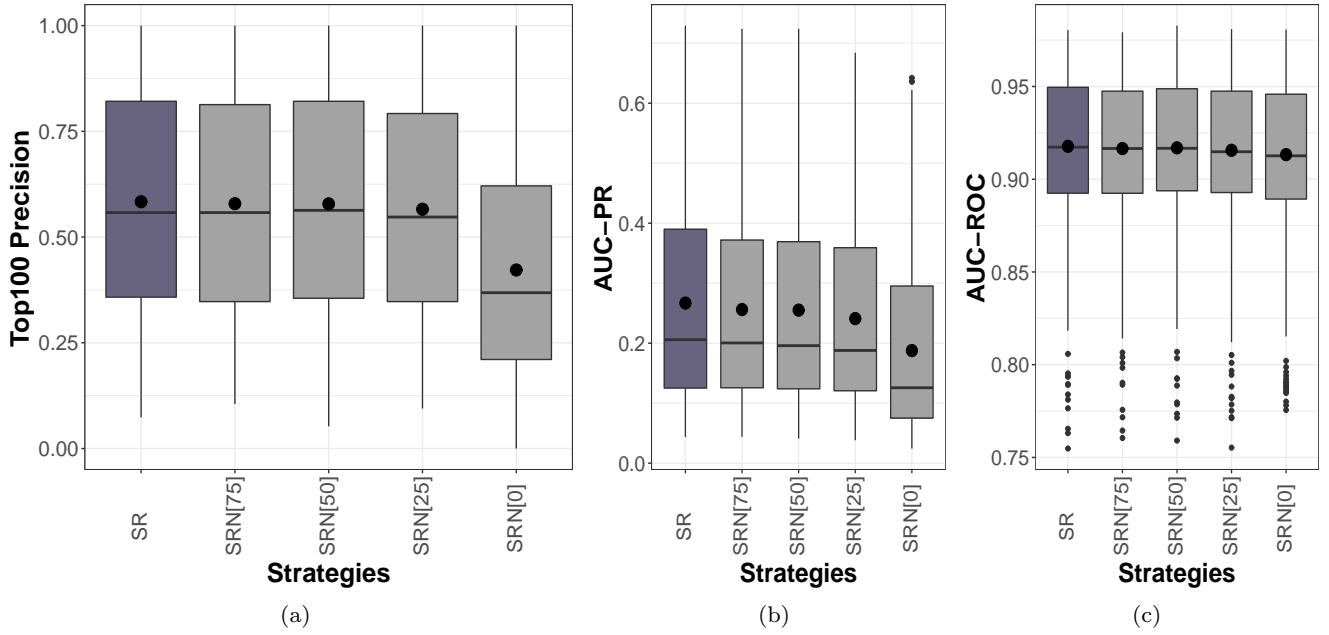 Top100 Precision
1.00
0.75
0.50
0.25
0.00
SR
SRN[75]
SRN[50]
SRN[25]
SRN[0]
Strategies
(a)
AUC−PR
0.6
0.4
0.2
0.0
SR
SRN[75]
SRN[50]
SRN[25]
SRN[0]
Strategies
(b)
AUC−ROC
0.95
0.90
0.85
0.80
0.75
SR
SRN[75]
SRN[50]
SRN[25]
SRN[0]
Strategies
(c)